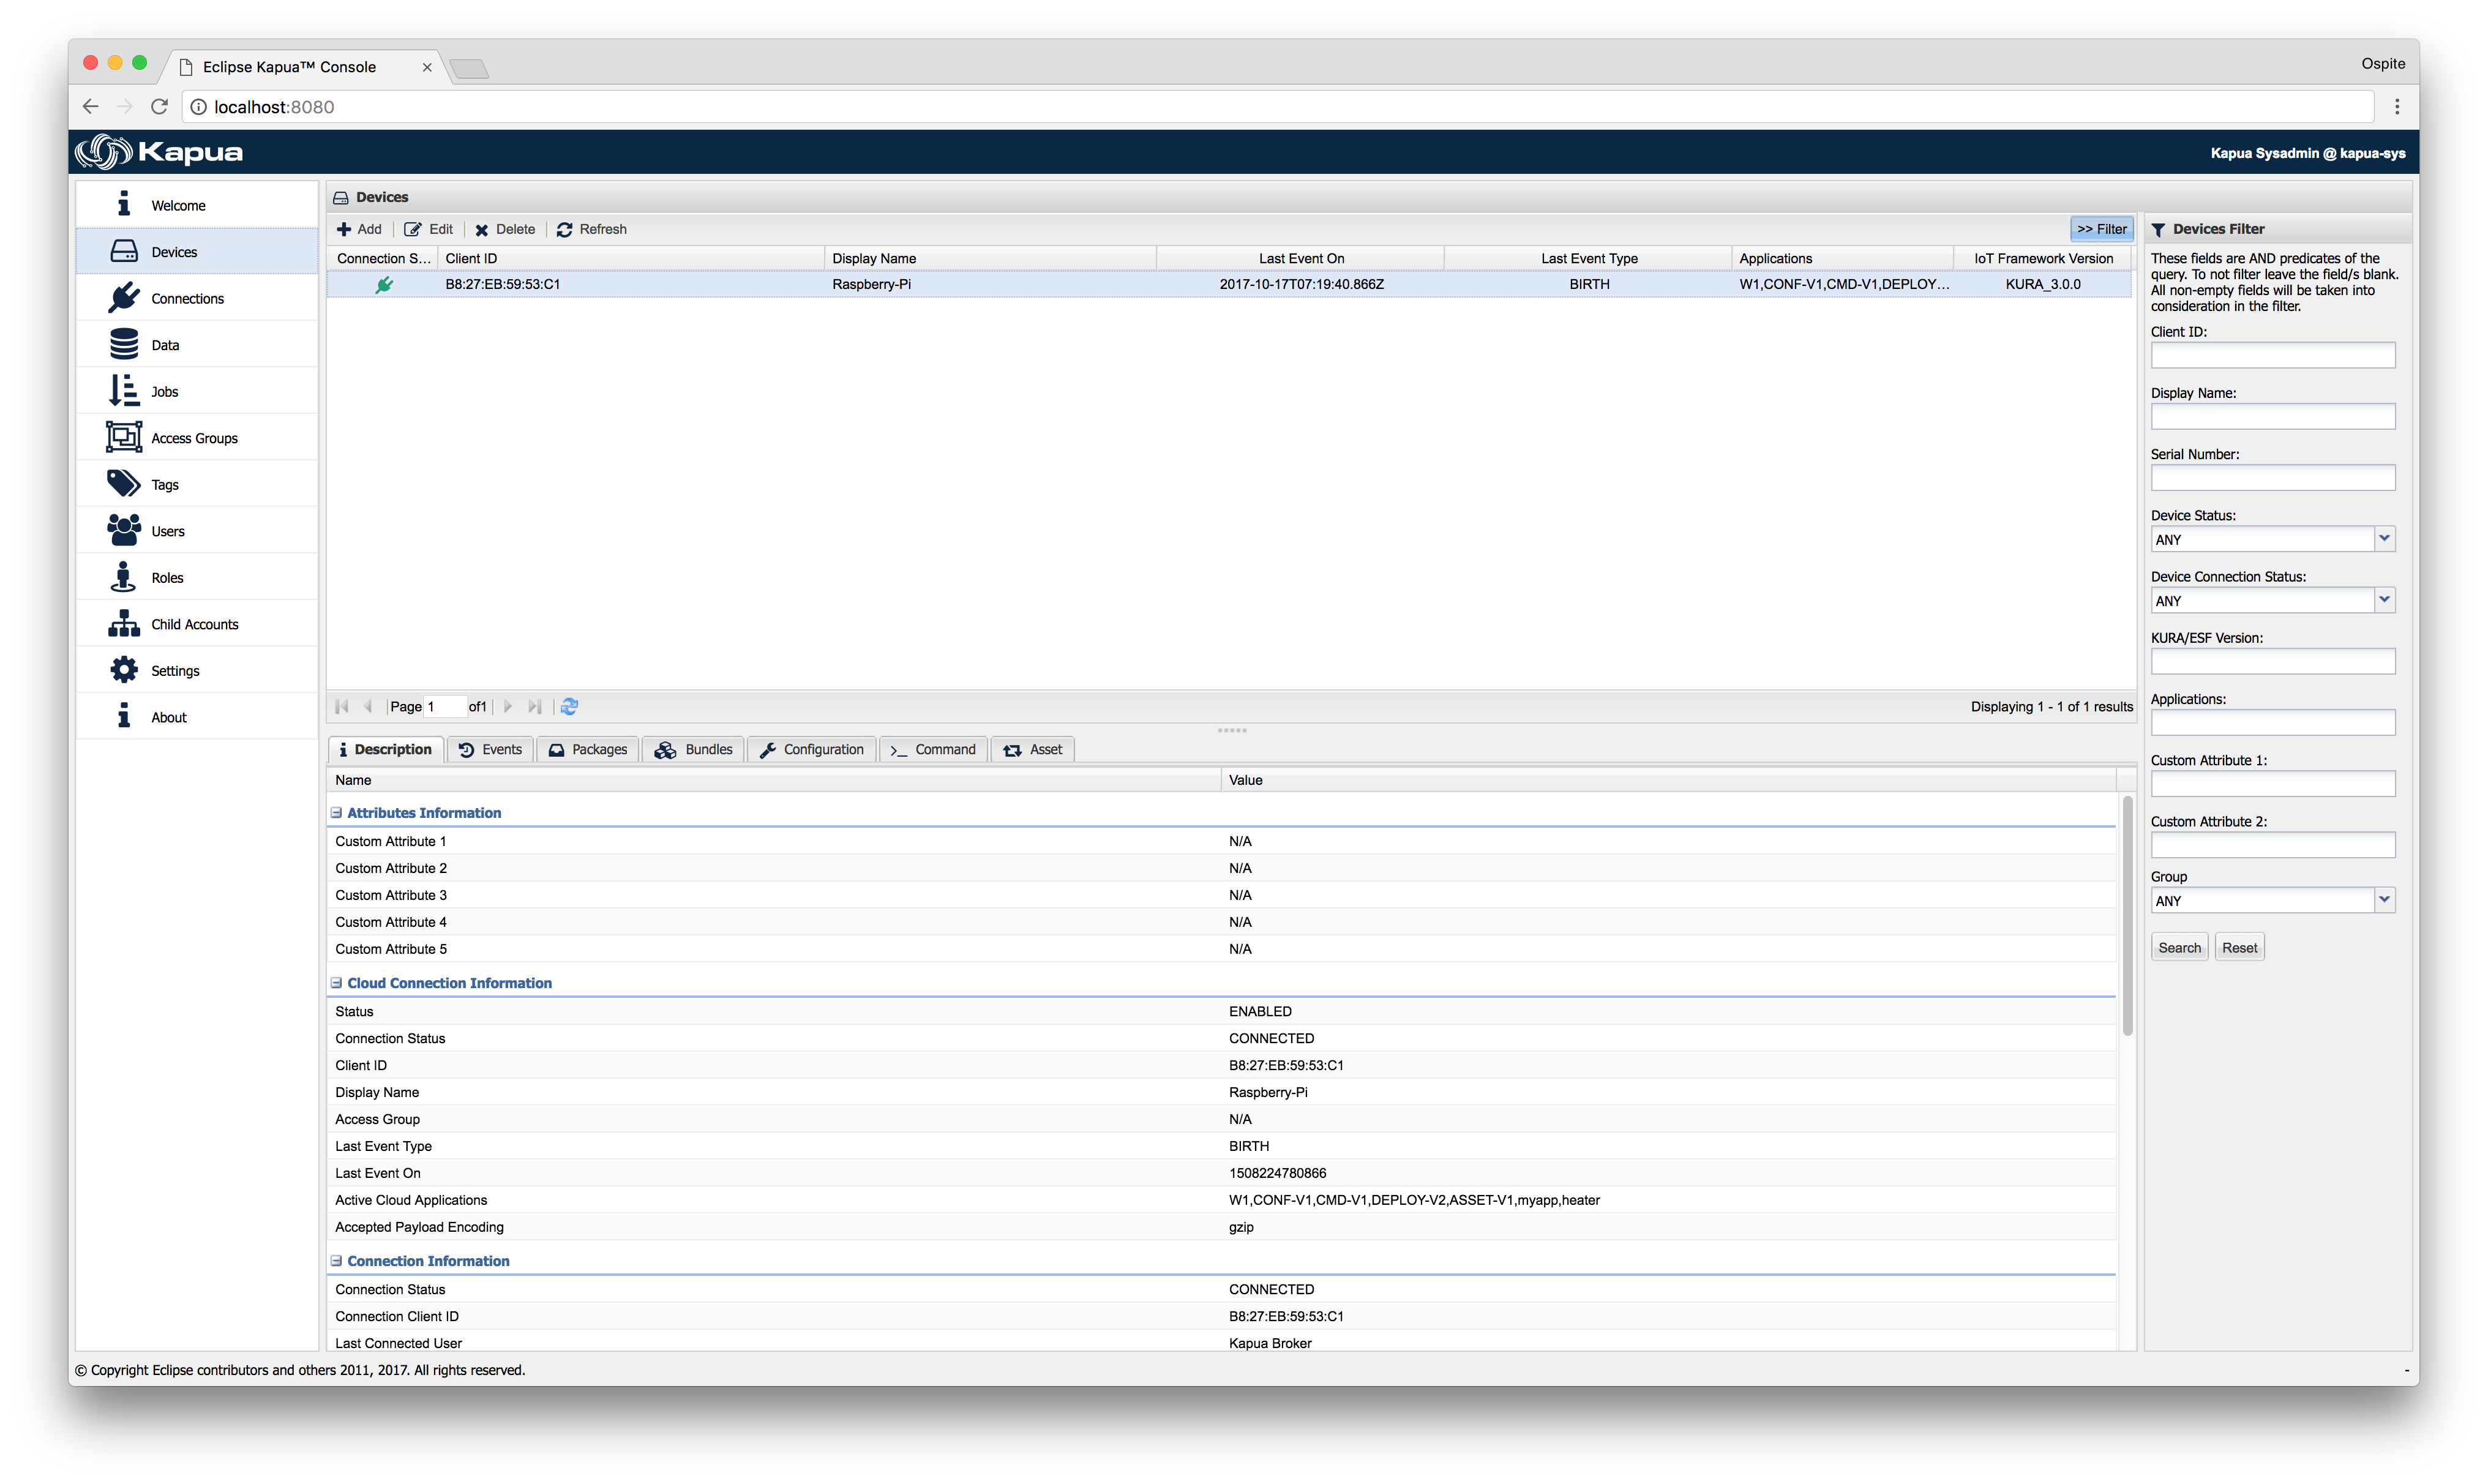 Eclipse Kapua™ Console
Ospite
localhost:8080
Kapua
Kapua Sysadmin @ kapua-sys
Welcome
Devices
Connections
Data
Jobs
Access Groups
Tags
Users
Roles
Child Accounts
Settings
About
Devices
Add Edit Delete Refresh >> Filter
Connection S... Client ID Display Name Last Event On Last Event Type Applications IoT Framework Version
B8:27:EB:59:53:C1 Raspberry-Pi 2017-10-17T07:19:40.866Z BIRTH W1,CONF-V1,CMD-V1,DEPLOY... KURA_3.0.0
Page 1 of1 Displaying 1 - 1 of 1 results
Description Events Packages Bundles Configuration Command Asset
Name Value
Attributes Information
Custom Attribute 1 N/A
Custom Attribute 2 N/A
Custom Attribute 3 N/A
Custom Attribute 4 N/A
Custom Attribute 5 N/A
Cloud Connection Information
Status ENABLED
Connection Status CONNECTED
Client ID B8:27:EB:59:53:C1
Display Name Raspberry-Pi
Access Group N/A
Last Event Type BIRTH
Last Event On 1508224780866
Active Cloud Applications W1,CONF-V1,CMD-V1,DEPLOY-V2,ASSET-V1,myapp,heater
Accepted Payload Encoding gzip
Connection Information
Connection Status CONNECTED
Connection Client ID B8:27:EB:59:53:C1
Last Connected User Kapua Broker
Devices Filter
These fields are AND predicates of the
query. To not filter leave the field/s blank.
All non-empty fields will be taken into
consideration in the filter.
Client ID:
Display Name:
Serial Number:
Device Status:
ANY
Device Connection Status:
ANY
KURA/ESF Version:
Applications:
Custom Attribute 1:
Custom Attribute 2:
Group
ANY
Search Reset
© Copyright Eclipse contributors and others 2011, 2017. All rights reserved. -